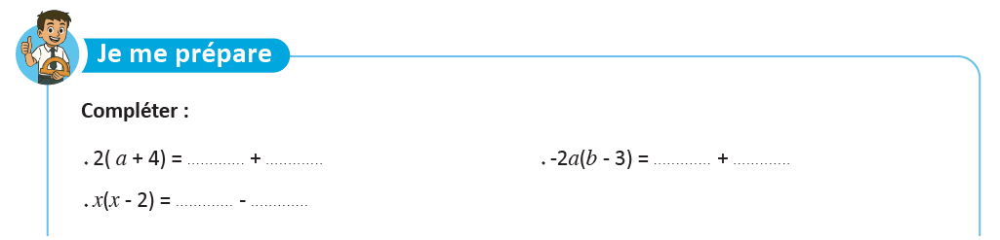 Je me prépare
Compléter :
. 2( a + 4) = ............. + .............
. -2a(b - 3) = ............. + .............
. x(x - 2) = ............. - .............